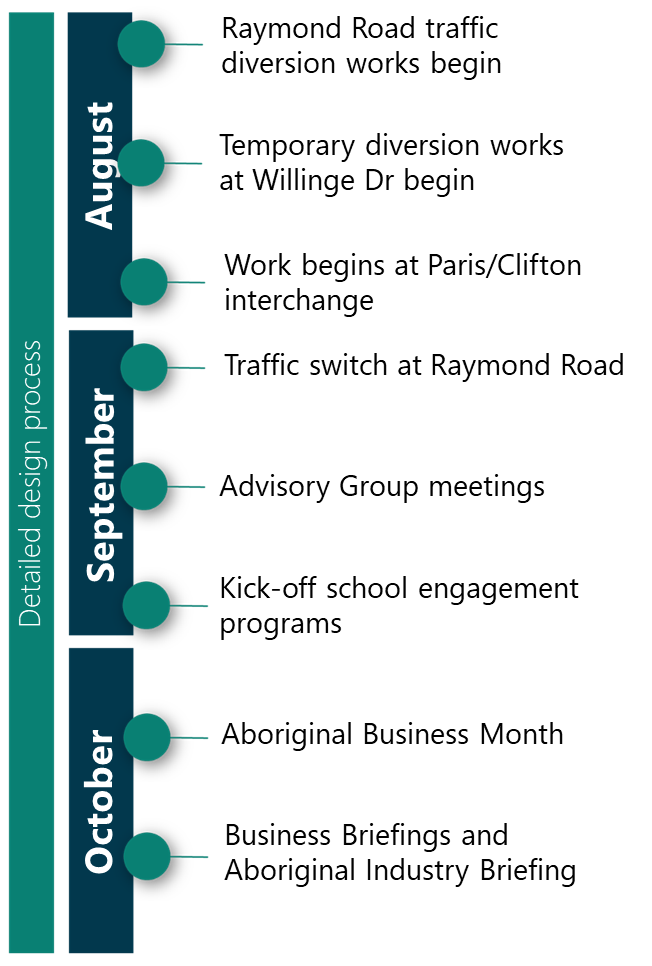 Detailed design process
August
Raymond Road traffic
diversion works begin
Temporary diversion works
at Willinge Dr begin
Work begins at Paris/Clifton
interchange
September
Traffic switch at Raymond Road
Advisory Group meetings
Kick-off school engagement
programs
October
Aboriginal Business Month
Business Briefings and
Aboriginal Industry Briefing